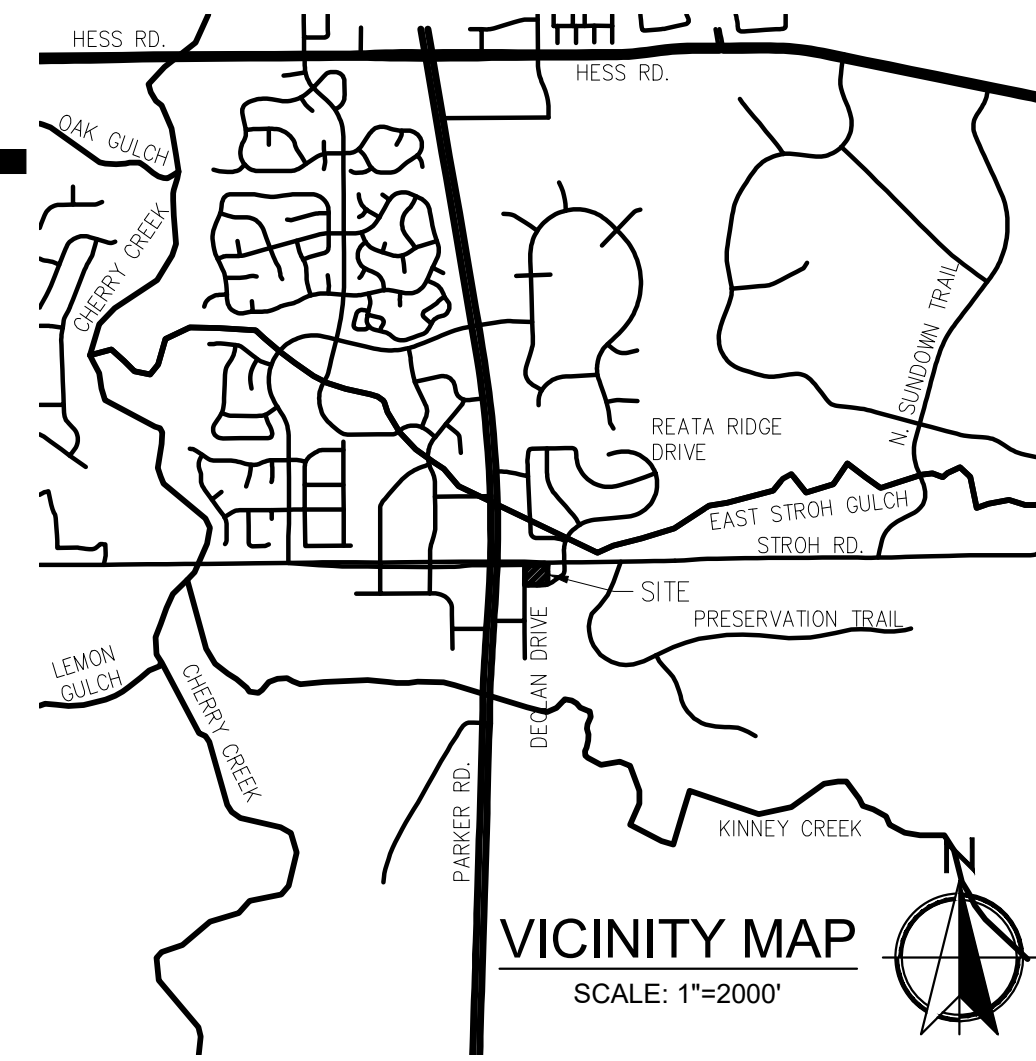 HESS RD.
HESS RD.
OAK GULCH
CHERRY CREEK
N. SUNDOWN TRAIL
REATA RIDGE
DRIVE
EAST STROH GULCH
STROH RD.
SITE
PRESERVATION TRAIL
DECLAN DRIVE
LEMON
GULCH
CHERRY CREEK
PARKER RD.
KINNEY CREEK
N
VICINITY MAP
SCALE: 1"=2000'